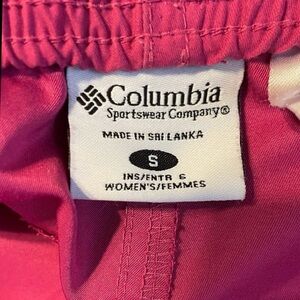 Columbia
Sportswear Company®
MADE IN SRI LANKA
S
INS/ENTR 6
WOMEN'S/FEMMES